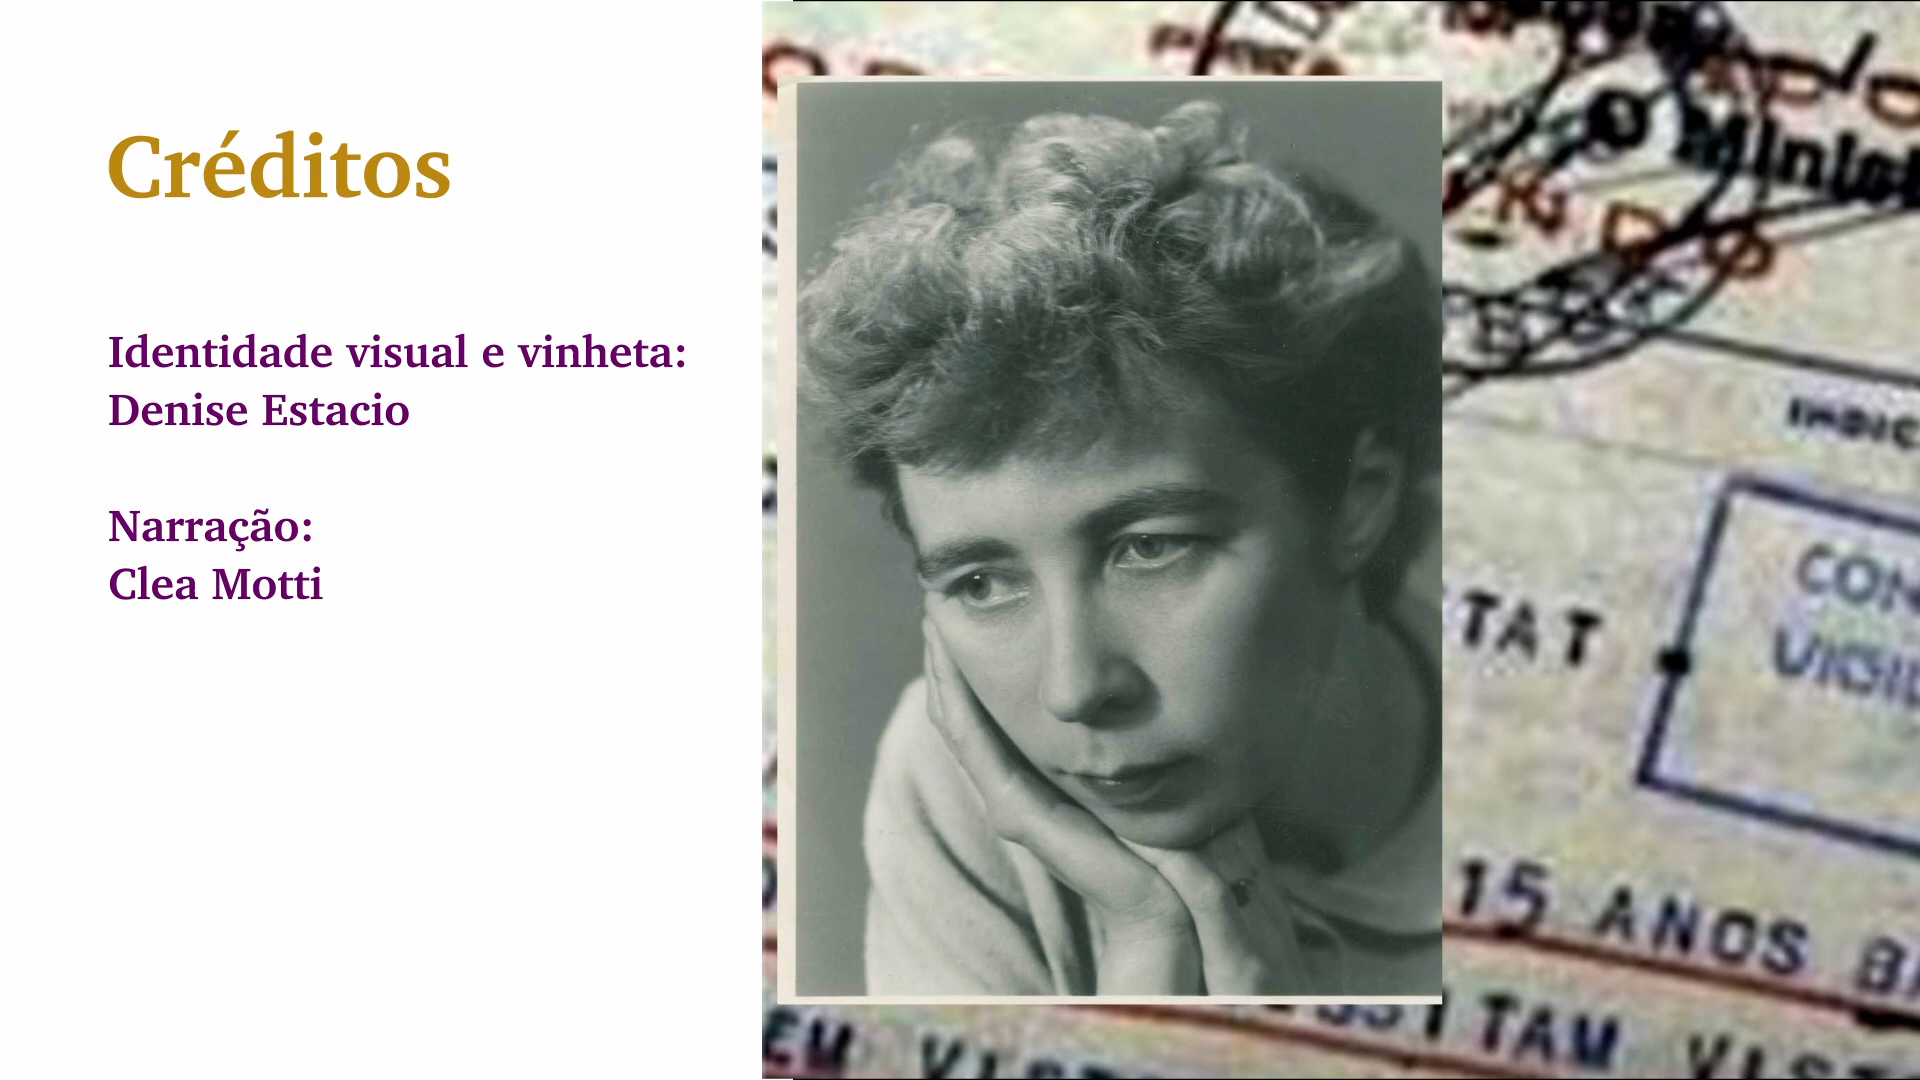 Créditos
Identidade visual e vinheta:
Denise Estacio
Narração:
Clea Motti
TAT
15 ANOS